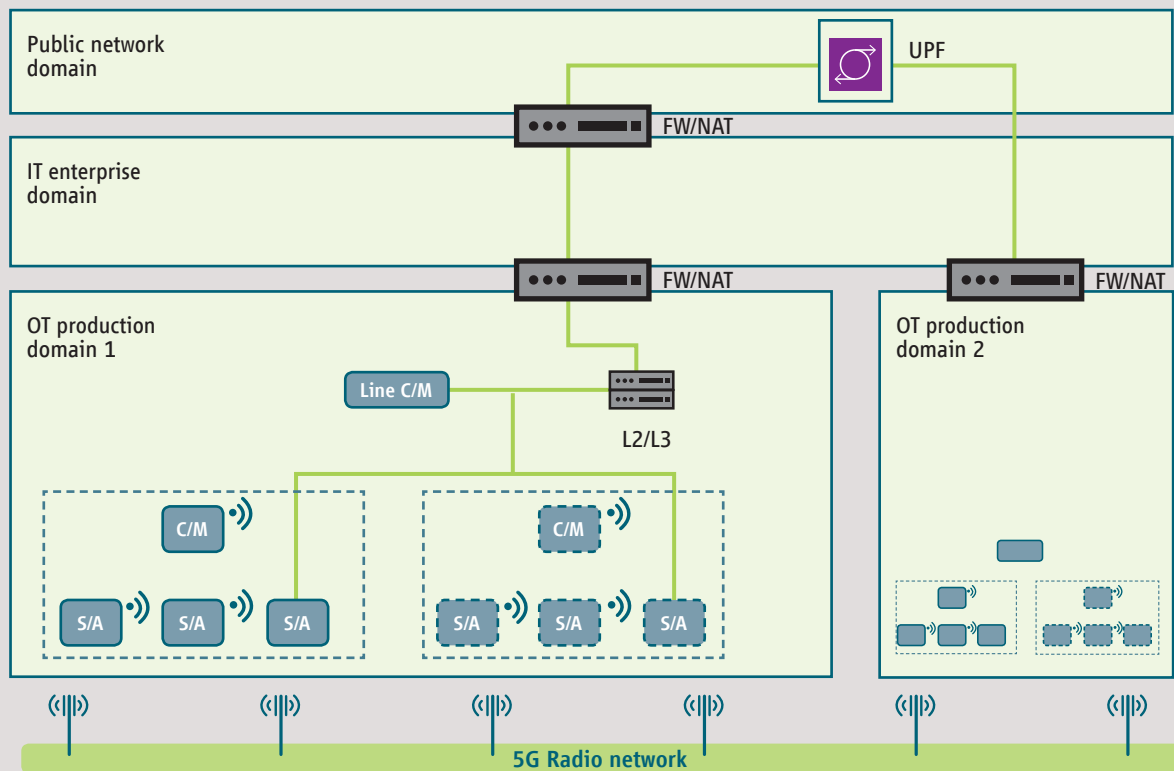 Public network
domain
UPF
FW/NAT
IT enterprise
domain
FW/NAT
FW/NAT
OT production
domain 1
OT production
domain 2
Line C/M
L2/L3
C/M
C/M
S/A
S/A
S/A
S/A
S/A
S/A
5G Radio network